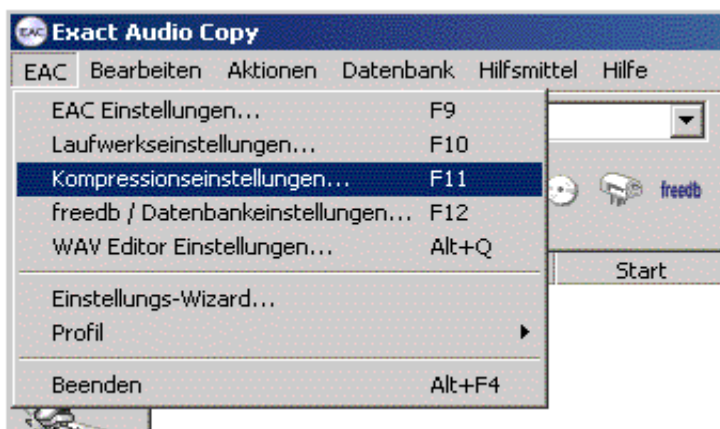 Exact Audio Copy
EAC Bearbeiten Aktionen Datenbank Hilfsmittel Hilfe
EAC Einstellungen... F9
Laufwerkseinstellungen... F10
Kompressionseinstellungen... F11
freedb / Datenbankeinstellungen... F12
WAV Editor Einstellungen... Alt+Q
Einstellungs-Wizard...
Profil
Beenden Alt+F4
freedb
Start